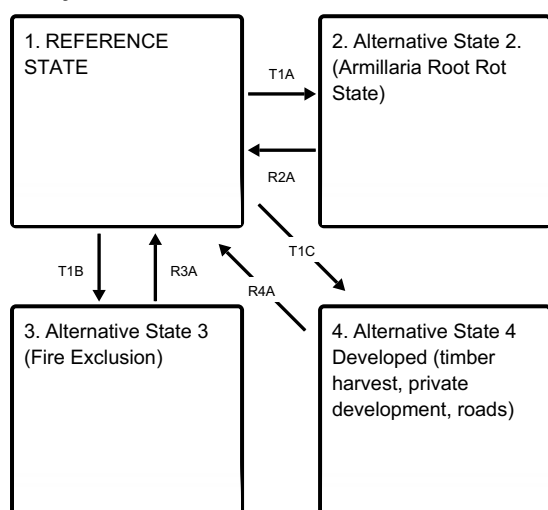 1. REFERENCE
STATE
T1A
2. Alternative State 2.
(Armillaria Root Rot
State)
R2A
T1C
T1B
R3A
R4A
3. Alternative State 3
(Fire Exclusion)
4. Alternative State 4
Developed (timber
harvest, private
development, roads)